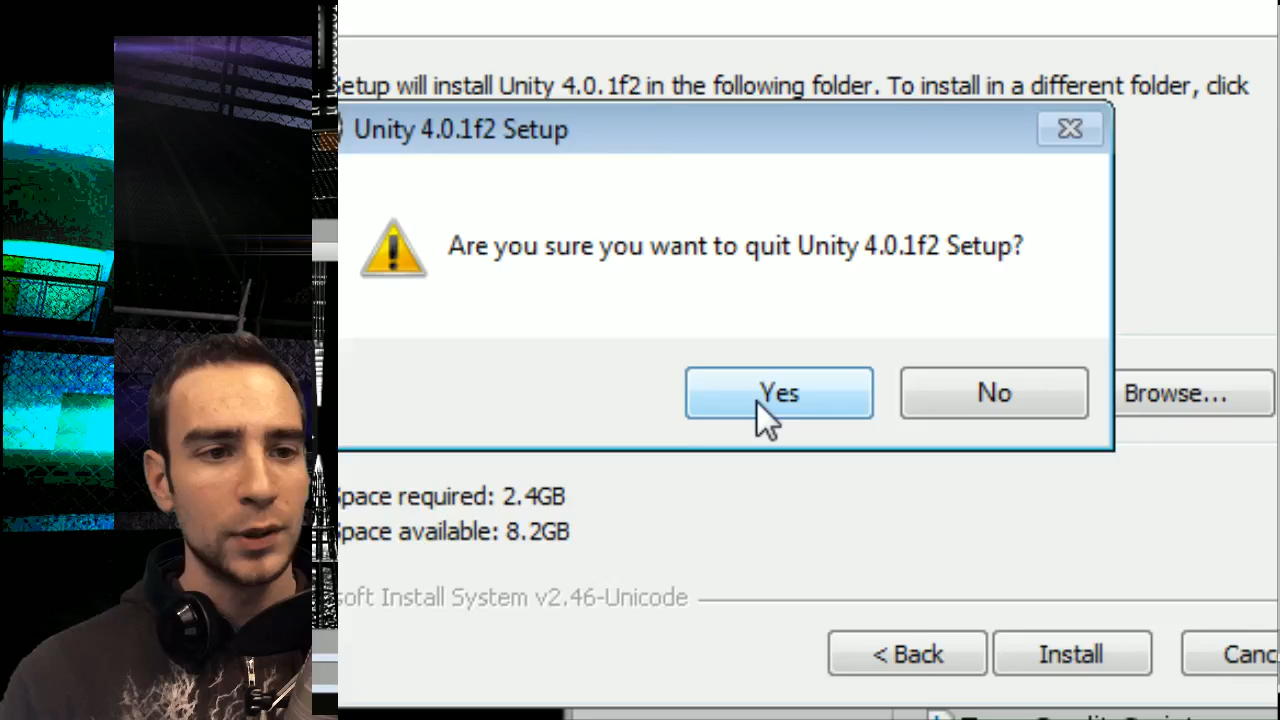 Setup will install Unity 4.0.1f2 in the following folder. To install in a different folder, click
Unity 4.0.1f2 Setup
Are you sure you want to quit Unity 4.0.1f2 Setup?
Yes
No
Browse...
Space required: 2.4GB
Space available: 8.2GB
soft Install System v2.46-Unicode
< Back
Install
Canc